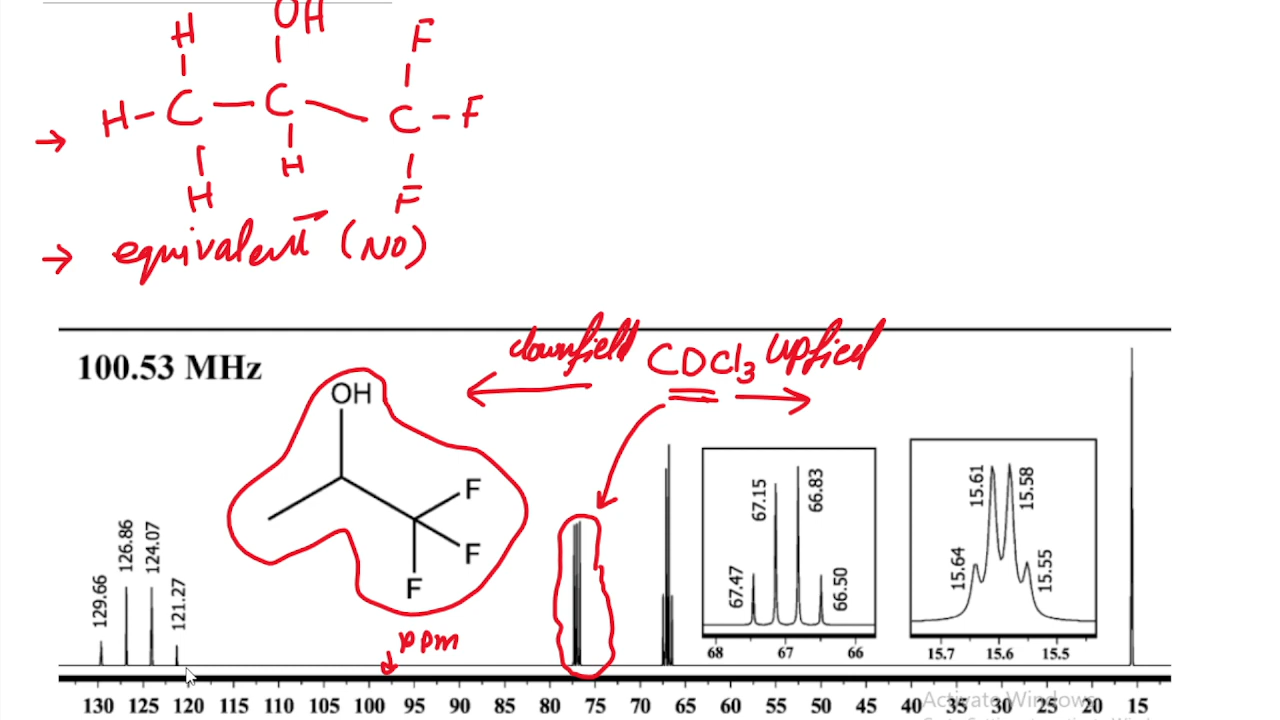 OH
H F
H-C-C-C-F
H H F
→ equivalent (NO)
downfield CDCl3 upfied
100.53 MHz
OH
F
F
F
129.66
126.86
124.07
121.27
67.47
67.15
66.83
66.50
68 67 66
15.64
15.61
15.58
15.55
15.7 15.6 15.5
ppm
130 125 120 115 110 105 100 95 90 85 80 75 70 65 60 55 50 45 40 35 30 25 20 15
Activate Windows